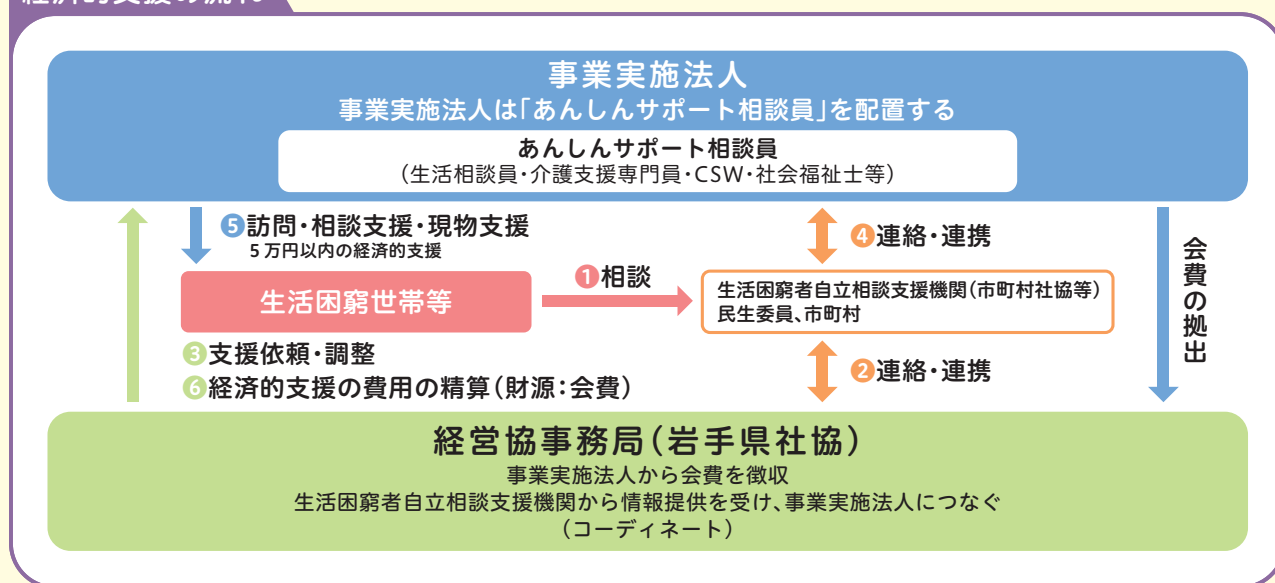 経済的支援の流れ
事業実施法人
事業実施法人は「あんしんサポート相談員」を配置する
あんしんサポート相談員
(生活相談員・介護支援専門員・CSW・社会福祉士等)
❺訪問・相談支援・現物支援
5万円以内の経済的支援
❹連絡・連携
会費の拠出
生活困窮世帯等
❶相談
生活困窮者自立相談支援機関(市町村社協等)
民生委員、市町村
❸支援依頼・調整
❻経済的支援の費用の精算(財源:会費)
❷連絡・連携
経営協事務局(岩手県社協)
事業実施法人から会費を徴収
生活困窮者自立相談支援機関から情報提供を受け、事業実施法人につなぐ
(コーディネート)